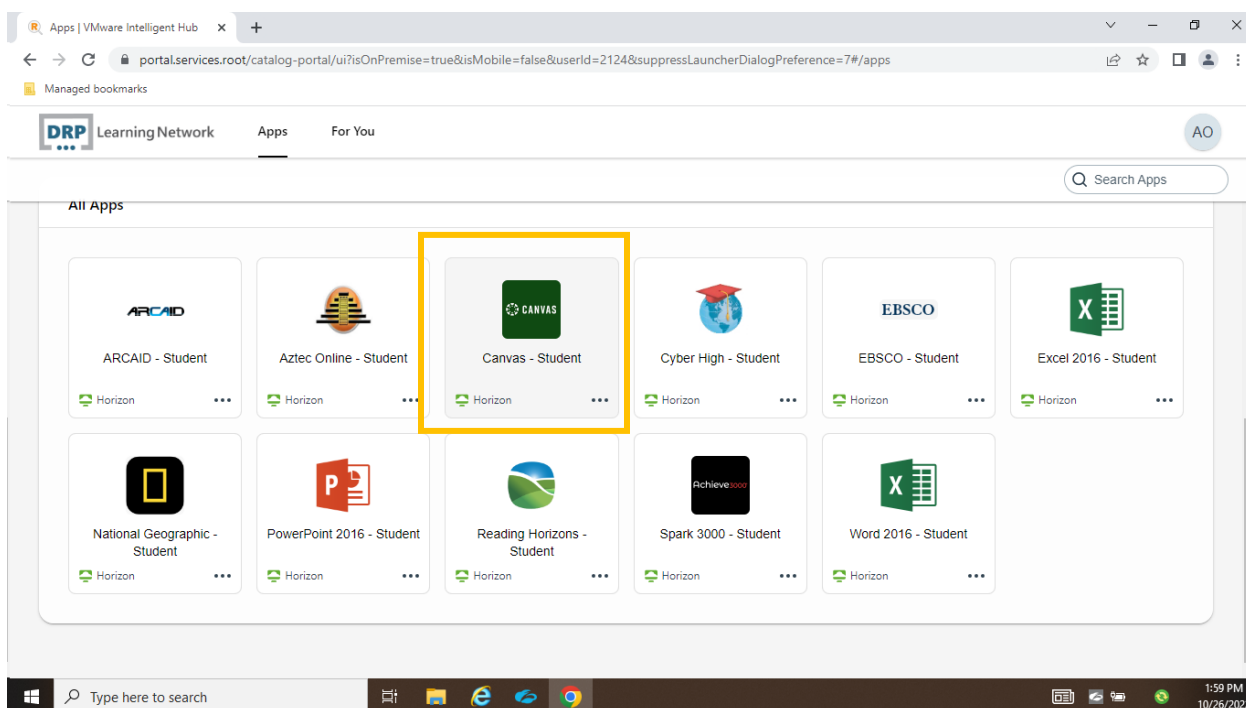 Apps | VMware Intelligent Hub
portal.services.root/catalog-portal/ui?isOnPremise=true&isMobile=false&userId=2124&suppressLauncherDialogPreference=7#/apps
Managed bookmarks
DRP Learning Network Apps For You AO
Search Apps
All Apps
ARCAID CANVAS EBSCO X
ARCAID - Student Aztec Online - Student Canvas - Student Cyber High - Student EBSCO - Student Excel 2016 - Student
Horizon Horizon Horizon Horizon Horizon Horizon
P Achieve3000 X
National Geographic - Student PowerPoint 2016 - Student Reading Horizons - Student Spark 3000 - Student Word 2016 - Student
Horizon Horizon Horizon Horizon Horizon
Type here to search 1:59 PM
10/26/202